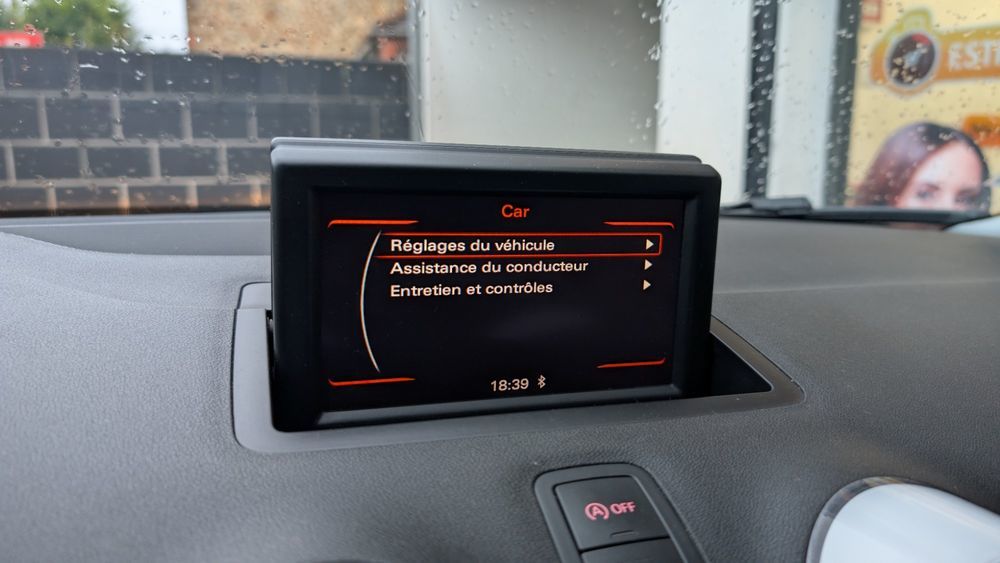 Car
Réglages du véhicule
Assistance du conducteur
Entretien et contrôles
18:39
A OFF